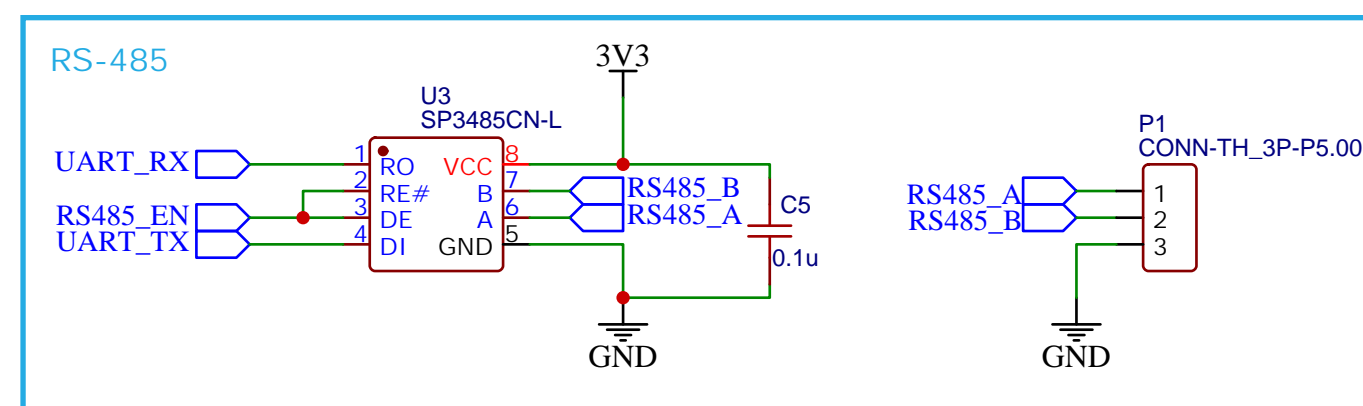 RS-485
3V3
U3
SP3485CN-L
P1
CONN-TH_3P-P5.00
UART_RX
1
RO
VCC
8
2
RE#
B
7
RS485_B
RS485_EN
3
DE
A
6
RS485_A
UART_TX
4
DI
GND
5
C5
0.1u
GND
RS485_A
1
RS485_B
2
3
GND